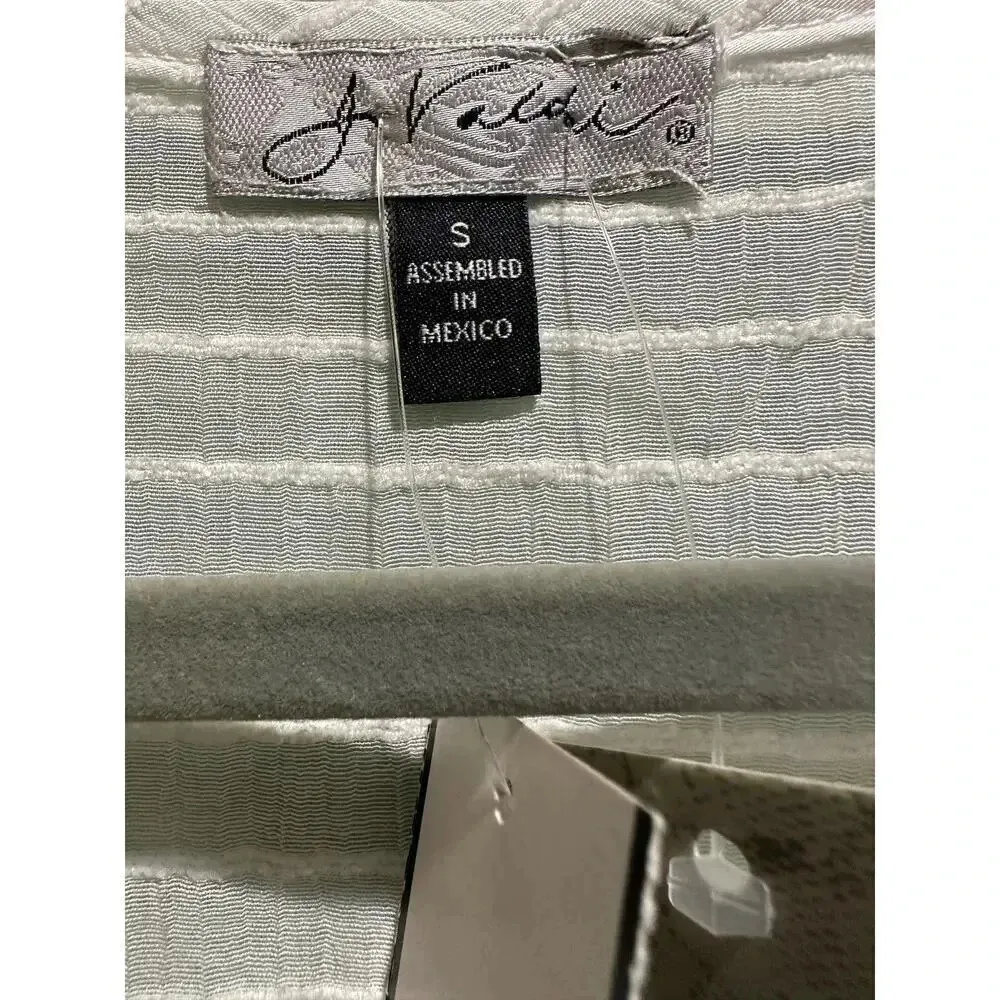 J Valdi ®
S
ASSEMBLED
IN
MEXICO